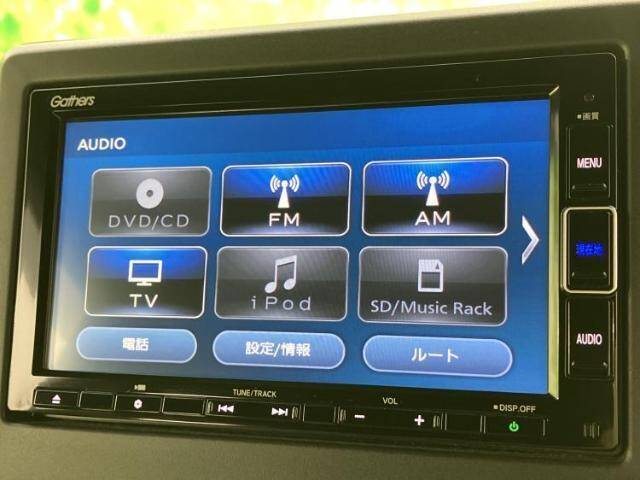 Gathers
■画質
AUDIO
DVD/CD
FM
AM
MENU
現在地
TV
iPod
SD/Music Rack
AUDIO
電話
設定/情報
ルート
TUNE/TRACK
VOL
■DISP.OFF